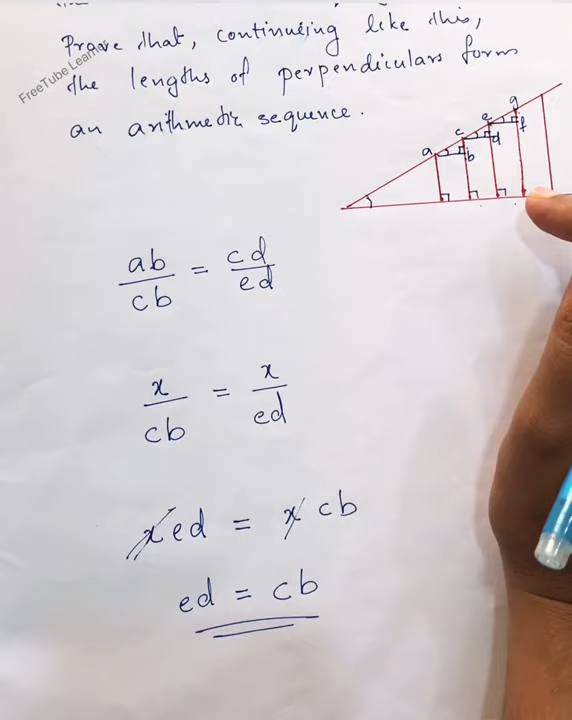 Prove that, continuing like this,
the lengths of perpendiculars form
an arithmetic sequence.
FreeTube Learner
a b c d e f g
ab/cb = cd/ed
x/cb = x/ed
x ed = x cb
ed = cb